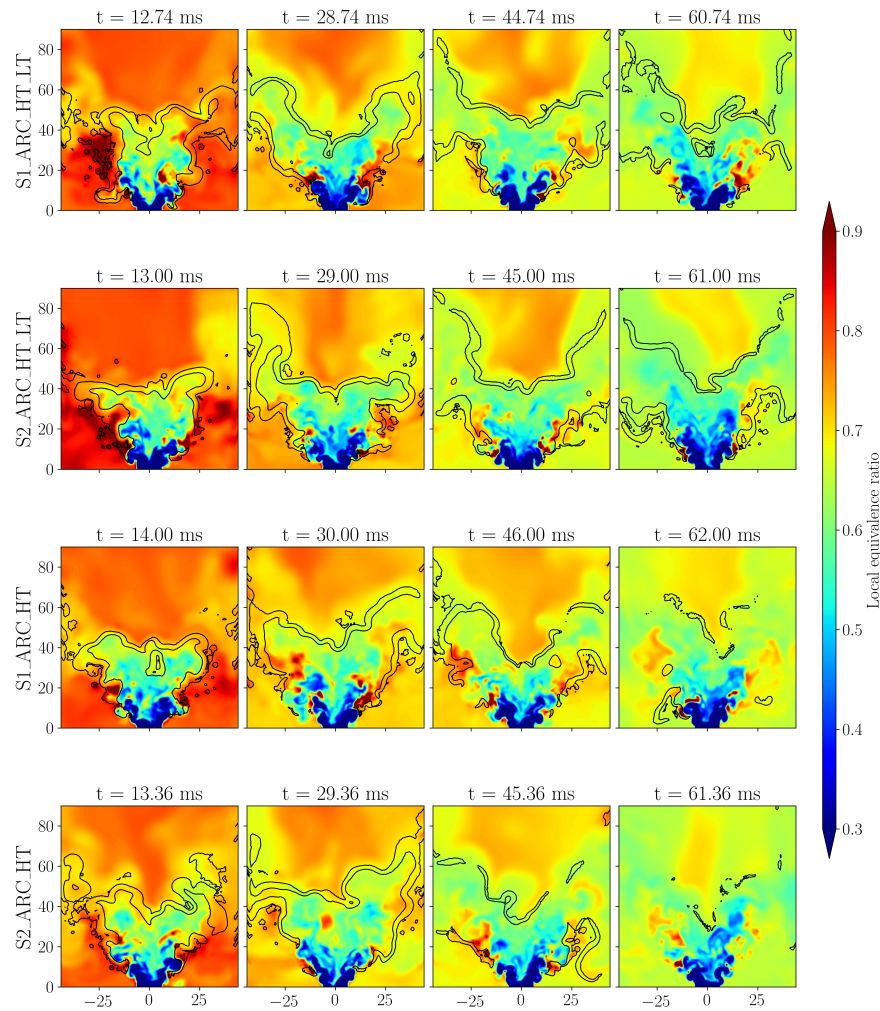 t = 12.74 ms t = 28.74 ms t = 44.74 ms t = 60.74 ms
80
60
40
20
0
S1_ARC_HT_LT
t = 13.00 ms t = 29.00 ms t = 45.00 ms t = 61.00 ms
80
60
40
20
0
S2_ARC_HT_LT
t = 14.00 ms t = 30.00 ms t = 46.00 ms t = 62.00 ms
80
60
40
20
0
S1_ARC_HT
t = 13.36 ms t = 29.36 ms t = 45.36 ms t = 61.36 ms
80
60
40
20
0
S2_ARC_HT
−25 0 25 −25 0 25 −25 0 25 −25 0 25
0.9
0.8
0.7
0.6
0.5
0.4
0.3
Local equivalence ratio